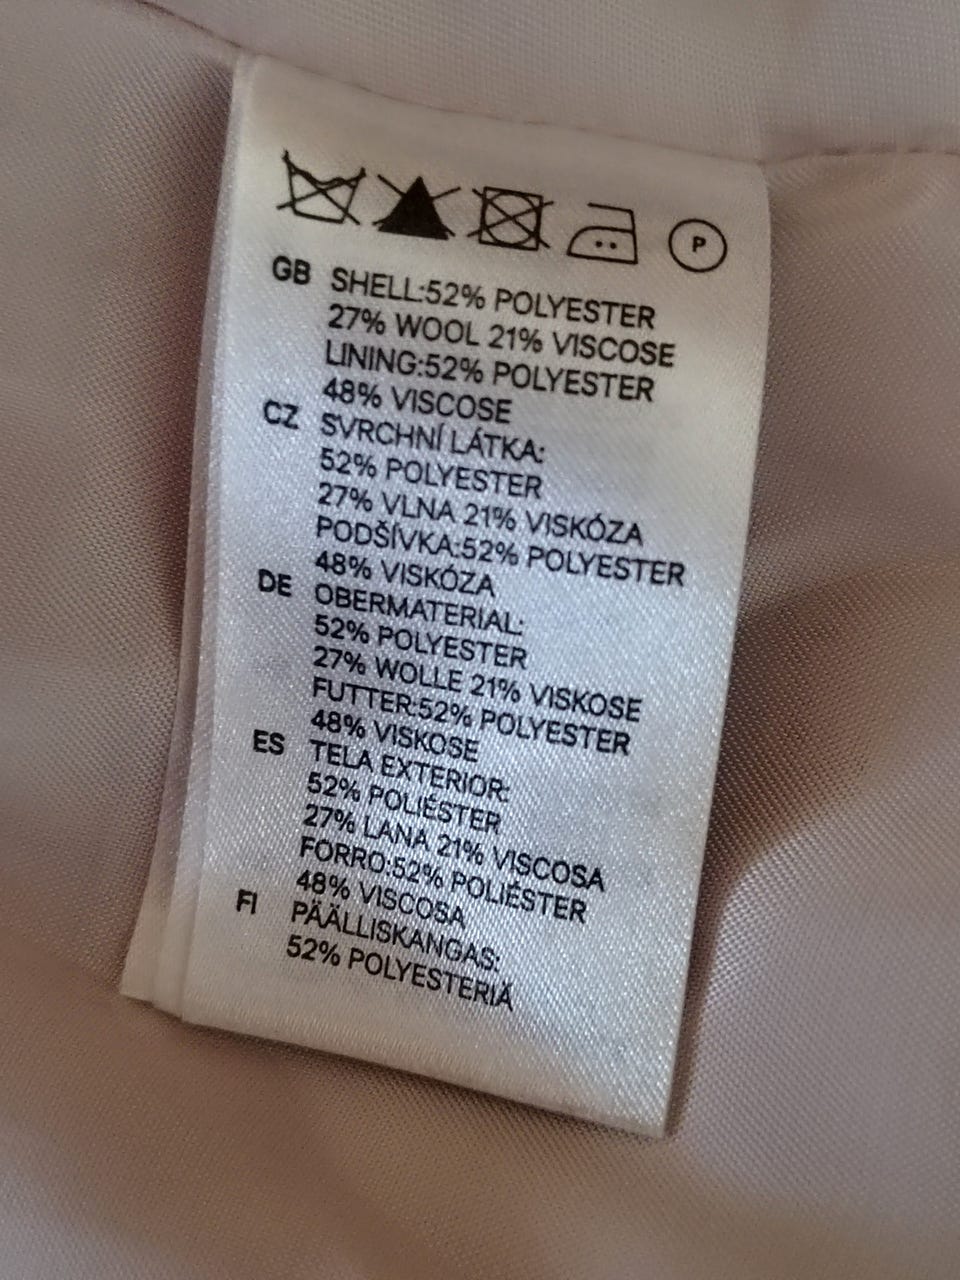 P
GB SHELL:52% POLYESTER
27% WOOL 21% VISCOSE
LINING:52% POLYESTER
48% VISCOSE
CZ SVRCHNÍ LÁTKA:
52% POLYESTER
27% VLNA 21% VISKÓZA
PODŠÍVKA:52% POLYESTER
48% VISKÓZA
DE OBERMATERIAL:
52% POLYESTER
27% WOLLE 21% VISKOSE
FUTTER:52% POLYESTER
48% VISKOSE
ES TELA EXTERIOR:
52% POLIÉSTER
27% LANA 21% VISCOSA
FORRO:52% POLIÉSTER
48% VISCOSA
FI PÄÄLLISKANGAS:
52% POLYESTERIÄ